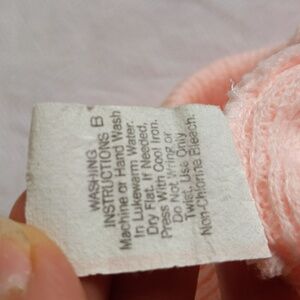 WASHING
INSTRUCTIONS B
Machine or Hand Wash
In Lukewarm Water.
Dry Flat. If Needed,
Press With Cool Iron.
Do Not Wring or
Twist, Use Only
Non-Chlorine Bleach.